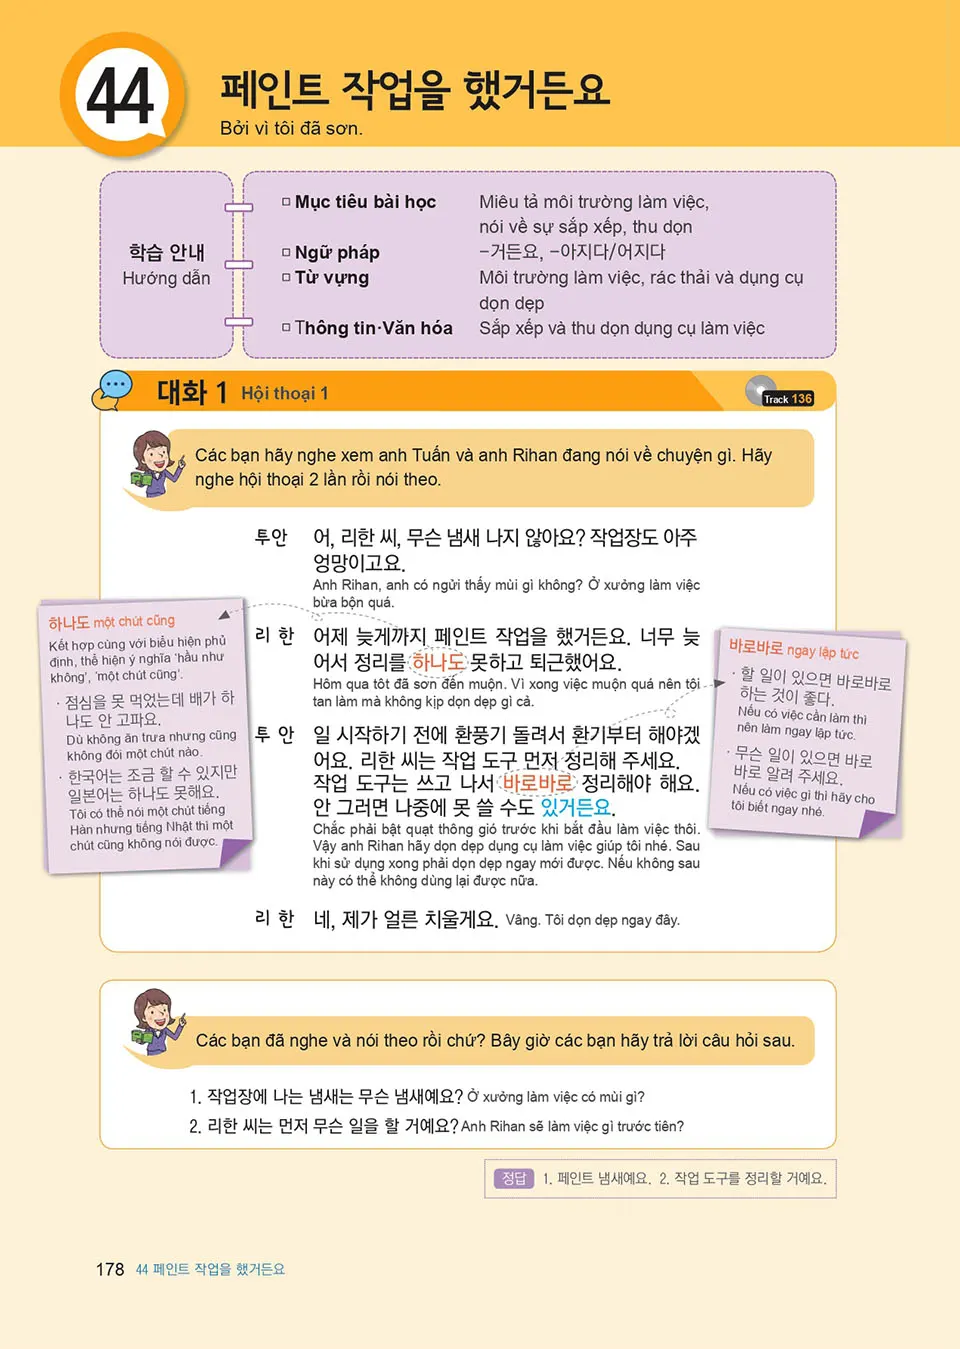 44
페인트 작업을 했거든요
Bởi vì tôi đã sơn.
학습 안내
Hướng dẫn
□ Mục tiêu bài học Miêu tả môi trường làm việc,
nói về sự sắp xếp, thu dọn
□ Ngữ pháp -거든요, -아지다/어지다
□ Từ vựng Môi trường làm việc, rác thải và dụng cụ
dọn dẹp
□ Thông tin·Văn hóa Sắp xếp và thu dọn dụng cụ làm việc
대화 1 Hội thoại 1
Track 136
Các bạn hãy nghe xem anh Tuấn và anh Rihan đang nói về chuyện gì. Hãy
nghe hội thoại 2 lần rồi nói theo.
투안 어, 리한 씨, 무슨 냄새 나지 않아요? 작업장도 아주
엉망이고요.
Anh Rihan, anh có ngửi thấy mùi gì không? Ở xưởng làm việc
bừa bộn quá.
리한 어제 늦게까지 페인트 작업을 했거든요. 너무 늦
어서 정리를 하나도 못하고 퇴근했어요.
Hôm qua tôt đã sơn đến muộn. Vì xong việc muộn quá nên tôi
tan làm mà không kịp dọn dẹp gì cả.
투안 일 시작하기 전에 환풍기 돌려서 환기부터 해야겠
어요. 리한 씨는 작업 도구 먼저 정리해 주세요.
작업 도구는 쓰고 나서 바로바로 정리해야 해요.
안 그러면 나중에 못 쓸 수도 있거든요.
Chắc phải bật quạt thông gió trước khi bắt đầu làm việc thôi.
Vậy anh Rihan hãy dọn dẹp dụng cụ làm việc giúp tôi nhé. Sau
khi sử dụng xong phải dọn dẹp ngay mới được. Nếu không sau
này có thể không dùng lại được nữa.
리한 네, 제가 얼른 치울게요. Vâng. Tôi dọn dẹp ngay đây.
하나도 một chút cũng
Kết hợp cùng với biểu hiện phủ
định, thể hiện ý nghĩa 'hầu như
không', 'một chút cũng'.
· 점심을 못 먹었는데 배가 하
나도 안 고파요.
Dù không ăn trưa nhưng cũng
không đói một chút nào.
· 한국어는 조금 할 수 있지만
일본어는 하나도 못해요.
Tôi có thể nói một chút tiếng
Hàn nhưng tiếng Nhật thì một
chút cũng không nói được.
바로바로 ngay lập tức
· 할 일이 있으면 바로바로
하는 것이 좋다.
Nếu có việc cần làm thì
nên làm ngay lập tức.
· 무슨 일이 있으면 바로
바로 알려 주세요.
Nếu có việc gì thì hãy cho
tôi biết ngay nhé.
Các bạn đã nghe và nói theo rồi chứ? Bây giờ các bạn hãy trả lời câu hỏi sau.
1. 작업장에 나는 냄새는 무슨 냄새예요? Ở xưởng làm việc có mùi gì?
2. 리한 씨는 먼저 무슨 일을 할 거예요? Anh Rihan sẽ làm việc gì trước tiên?
정답 1. 페인트 냄새예요. 2. 작업 도구를 정리할 거예요.
178 44 페인트 작업을 했거든요